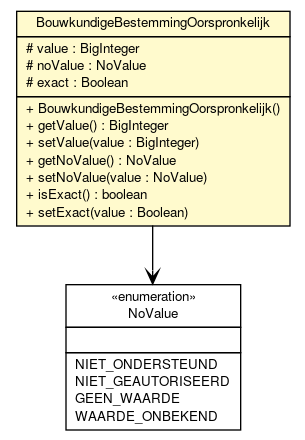 BouwkundigeBestemmingOorspronkelijk
# value : BigInteger
# noValue : NoValue
# exact : Boolean
+ BouwkundigeBestemmingOorspronkelijk()
+ getValue() : BigInteger
+ setValue(value : BigInteger)
+ getNoValue() : NoValue
+ setNoValue(value : NoValue)
+ isExact() : boolean
+ setExact(value : Boolean)
«enumeration»
NoValue
NIET_ONDERSTEUND
NIET_GEAUTORISEERD
GEEN_WAARDE
WAARDE_ONBEKEND